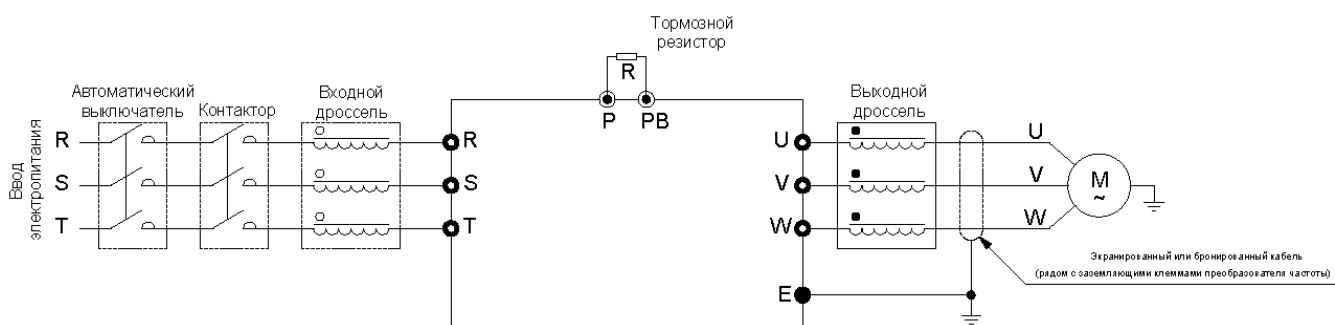 Тормозной
резистор
R
P
PB
Автоматический
выключатель
Контактор
Входной
дроссель
Выходной
дроссель
Ввод
электропитания
R
R
U
U
S
S
V
V
T
T
W
W
M
~
E
Экранированный или бронированный кабель
(рядом с заземляющими клеммами преобразователя частоты)